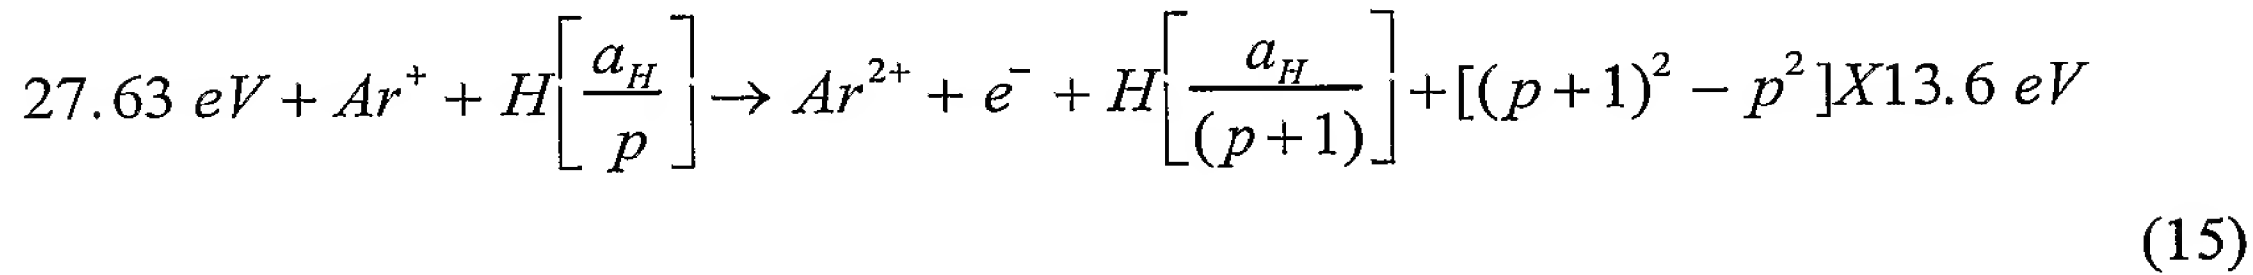 27.63 eV + Ar⁺ + H[a_H/p] → Ar²⁺ + e⁻ + H[a_H/(p+1)] + [(p+1)² − p²]X13.6 eV
(15)